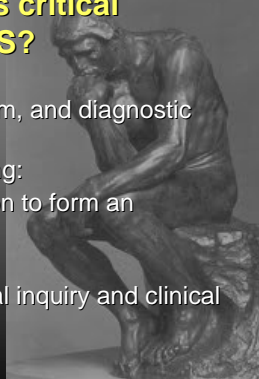 s critical
S?
m, and diagnostic
g:
n to form an
al inquiry and clinical